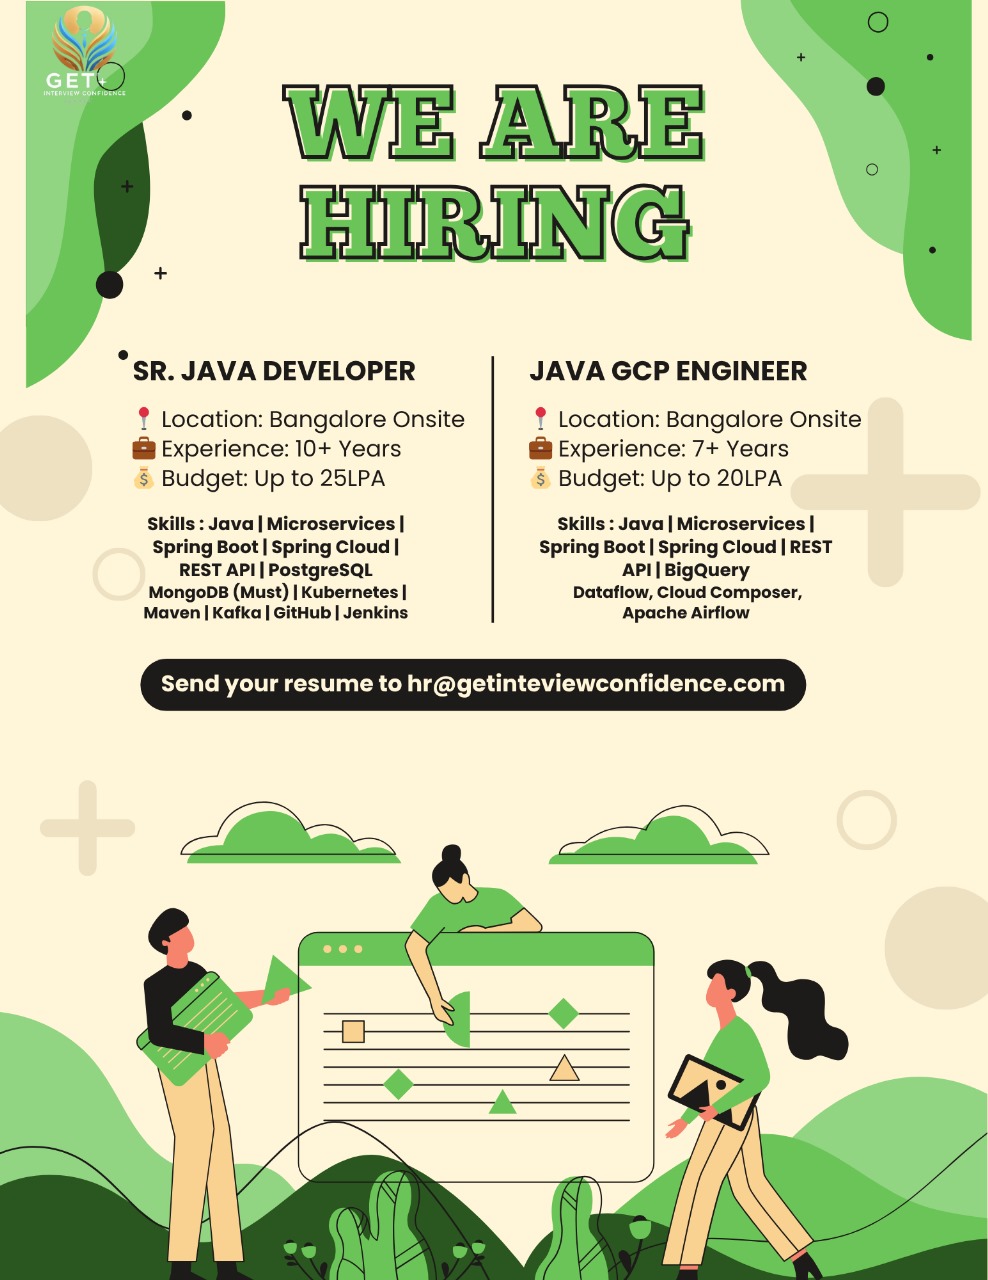 GET
INTERVIEW CONFIDENCE
WE ARE
HIRING
SR. JAVA DEVELOPER
📍 Location: Bangalore Onsite
💼 Experience: 10+ Years
💰 Budget: Up to 25LPA
Skills : Java | Microservices |
Spring Boot | Spring Cloud |
REST API | PostgreSQL
MongoDB (Must) | Kubernetes |
Maven | Kafka | GitHub | Jenkins
JAVA GCP ENGINEER
📍 Location: Bangalore Onsite
💼 Experience: 7+ Years
💰 Budget: Up to 20LPA
Skills : Java | Microservices |
Spring Boot | Spring Cloud | REST
API | BigQuery
Dataflow, Cloud Composer,
Apache Airflow
Send your resume to hr@getinteviewconfidence.com